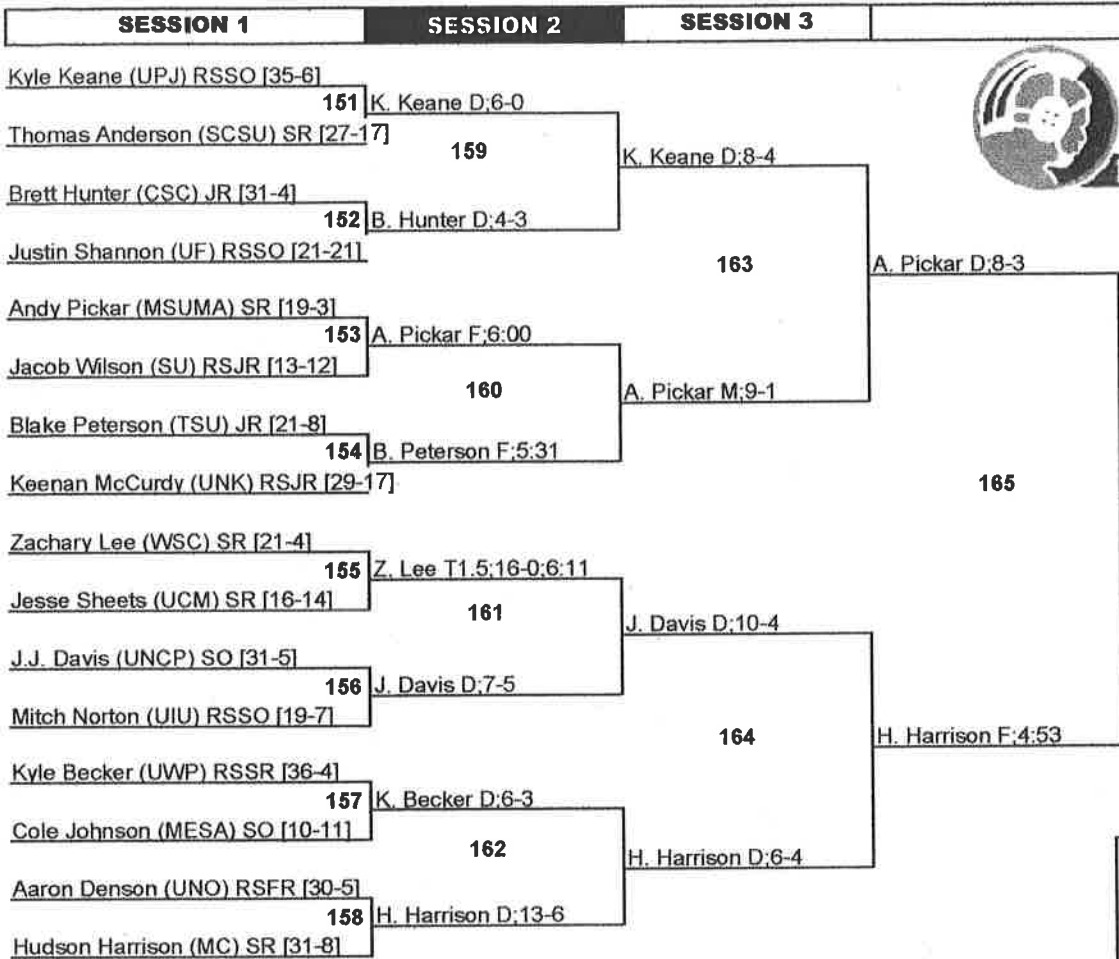 SESSION 1 SESSION 2 SESSION 3
Kyle Keane (UPJ) RSSO [35-6]
151 K. Keane D;6-0
Thomas Anderson (SCSU) SR [27-17]
159
K. Keane D;8-4
Brett Hunter (CSC) JR [31-4]
152 B. Hunter D;4-3
Justin Shannon (UF) RSSO [21-21]
163
A. Pickar D;8-3
Andy Pickar (MSUMA) SR [19-3]
153 A. Pickar F;6:00
Jacob Wilson (SU) RSJR [13-12]
160
A. Pickar M;9-1
Blake Peterson (TSU) JR [21-8]
154 B. Peterson F;5:31
Keenan McCurdy (UNK) RSJR [29-17]
165
Zachary Lee (WSC) SR [21-4]
155 Z. Lee T1.5;16-0;6:11
Jesse Sheets (UCM) SR [16-14]
161
J. Davis D;10-4
J.J. Davis (UNCP) SO [31-5]
156 J. Davis D;7-5
Mitch Norton (UIU) RSSO [19-7]
164
H. Harrison F;4:53
Kyle Becker (UWP) RSSR [36-4]
157 K. Becker D;6-3
Cole Johnson (MESA) SO [10-11]
162
H. Harrison D;6-4
Aaron Denson (UNO) RSFR [30-5]
158 H. Harrison D;13-6
Hudson Harrison (MC) SR [31-8]